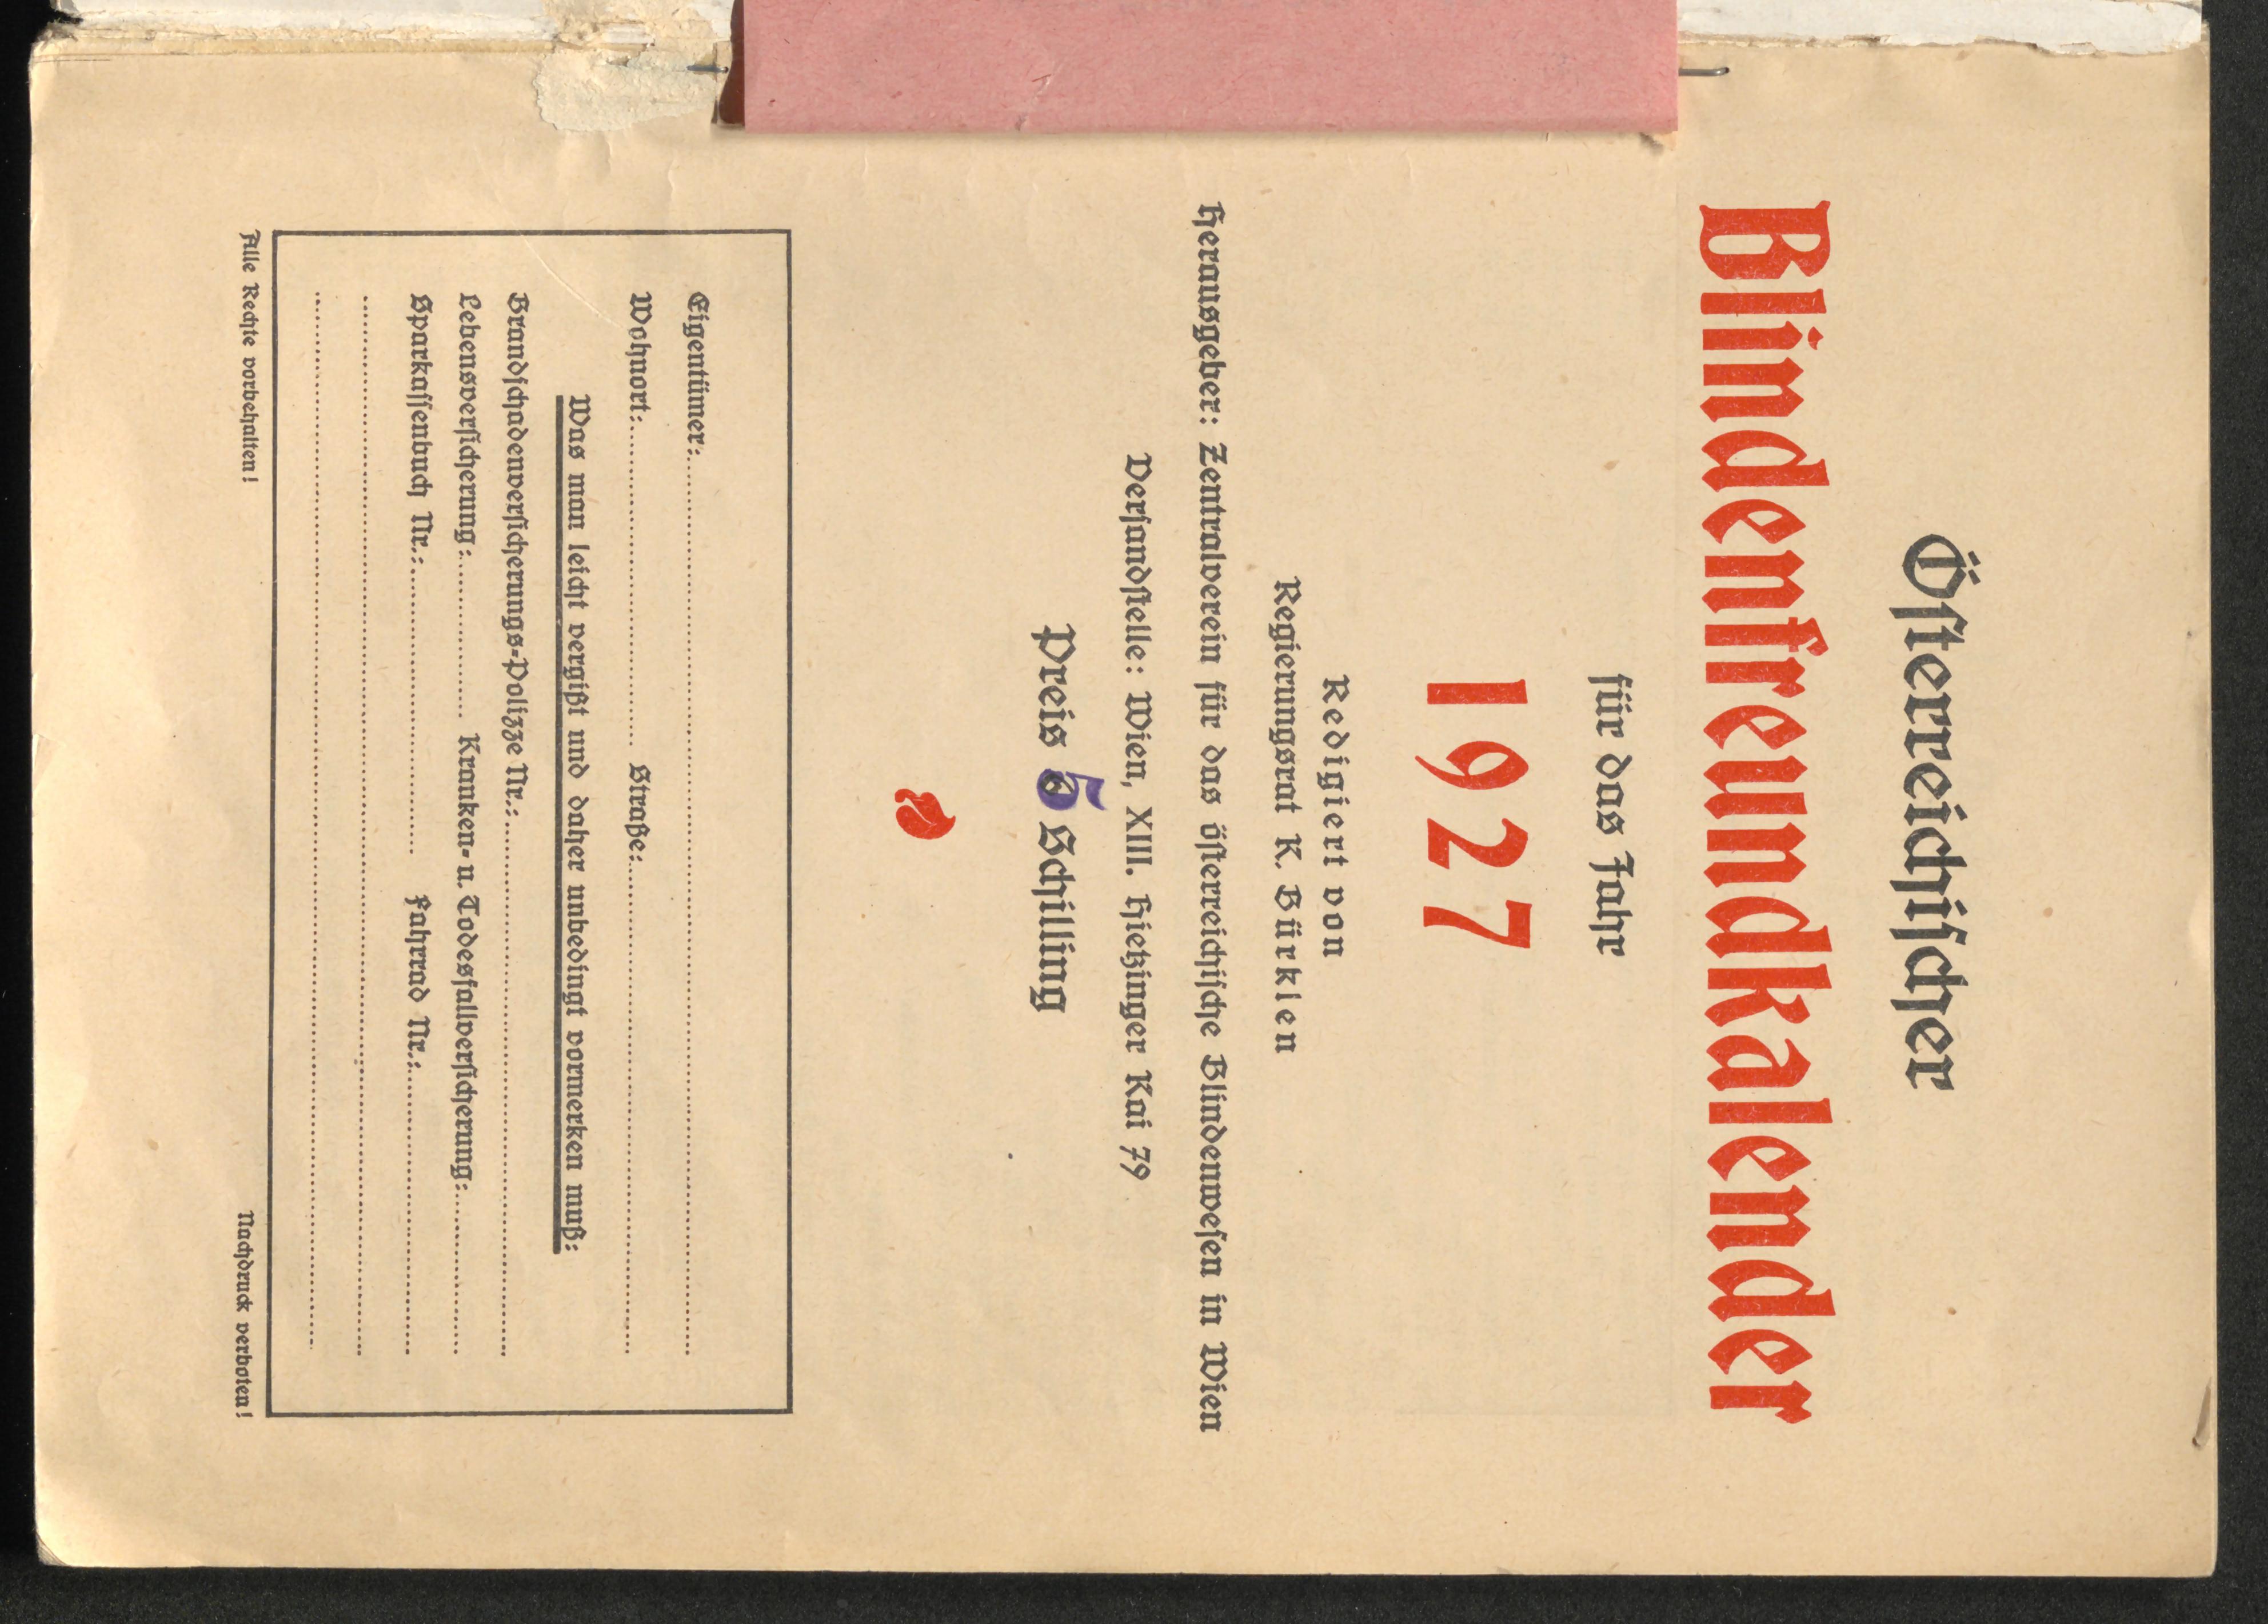 Österreichischer
Blindenfreundkalender
für das Jahr
1927
Redigiert von
Regierungsrat K. Bürklen
Herausgeber: Zentralverein für das österreichische Blindenwesen in Wien
Versandstelle: Wien, XIII. Hietzinger Kai 79
Preis 5 Schilling
Eigentümer:
Wohnort: Straße:
Was man leicht vergißt und daher unbedingt vormerken muß:
Brandschadenversicherungs-Polizze Nr.:
Lebensversicherung: Kranken- u. Todesfallversicherung:
Sparkassenbuch Nr.: Fahrrad Nr.:
Alle Rechte vorbehalten! Nachdruck verboten!